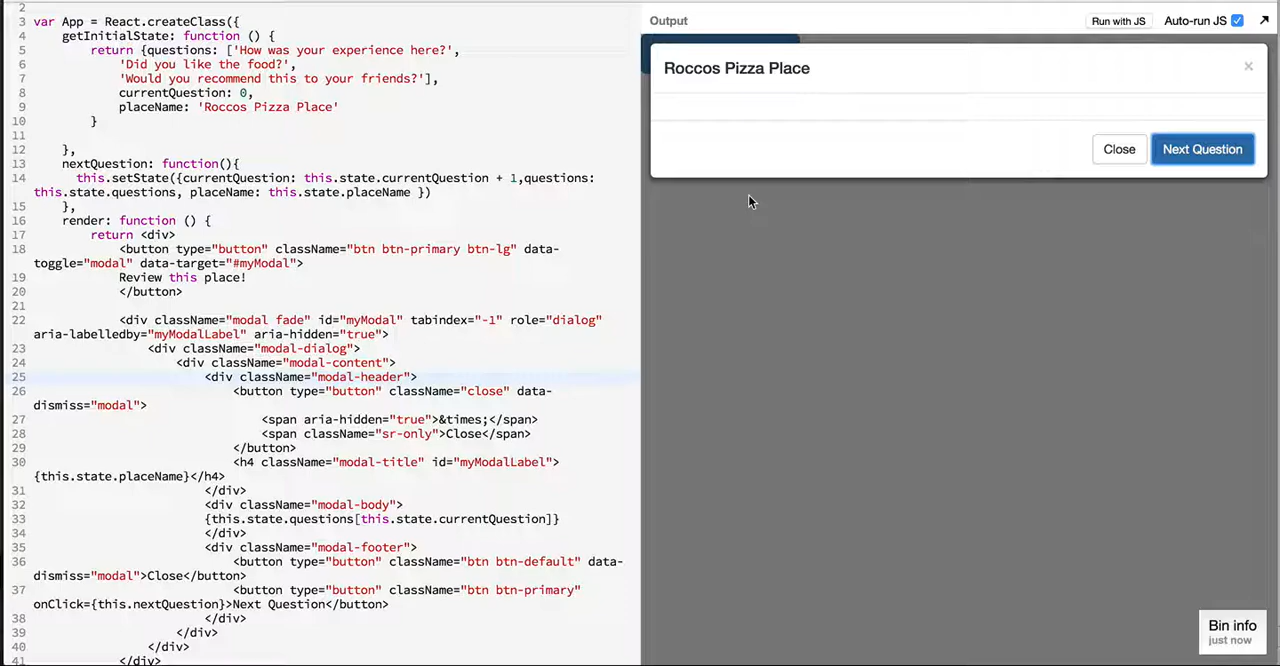 2
3 var App = React.createClass({
4 getInitialState: function () {
5 return {questions: ['How was your experience here?',
6 'Did you like the food?',
7 'Would you recommend this to your friends?'],
8 currentQuestion: 0,
9 placeName: 'Roccos Pizza Place'
10 }
11
12 },
13 nextQuestion: function(){
14 this.setState({currentQuestion: this.state.currentQuestion + 1,questions:
this.state.questions, placeName: this.state.placeName })
15 },
16 render: function () {
17 return <div>
18 <button type="button" className="btn btn-primary btn-lg" data-
toggle="modal" data-target="#myModal">
19 Review this place!
20 </button>
21
22 <div className="modal fade" id="myModal" tabindex="-1" role="dialog"
aria-labelledby="myModalLabel" aria-hidden="true">
23 <div className="modal-dialog">
24 <div className="modal-content">
25 <div className="modal-header">
26 <button type="button" className="close" data-
dismiss="modal">
27 <span aria-hidden="true">&times;</span>
28 <span className="sr-only">Close</span>
29 </button>
30 <h4 className="modal-title" id="myModalLabel">
{this.state.placeName}</h4>
31 </div>
32 <div className="modal-body">
33 {this.state.questions[this.state.currentQuestion]}
34 </div>
35 <div className="modal-footer">
36 <button type="button" className="btn btn-default" data-
dismiss="modal">Close</button>
37 <button type="button" className="btn btn-primary"
onClick={this.nextQuestion}>Next Question</button>
38 </div>
39 </div>
40 </div>
41 </div>
Output Run with JS Auto-run JS
Roccos Pizza Place ×
Close Next Question
Bin info
just now